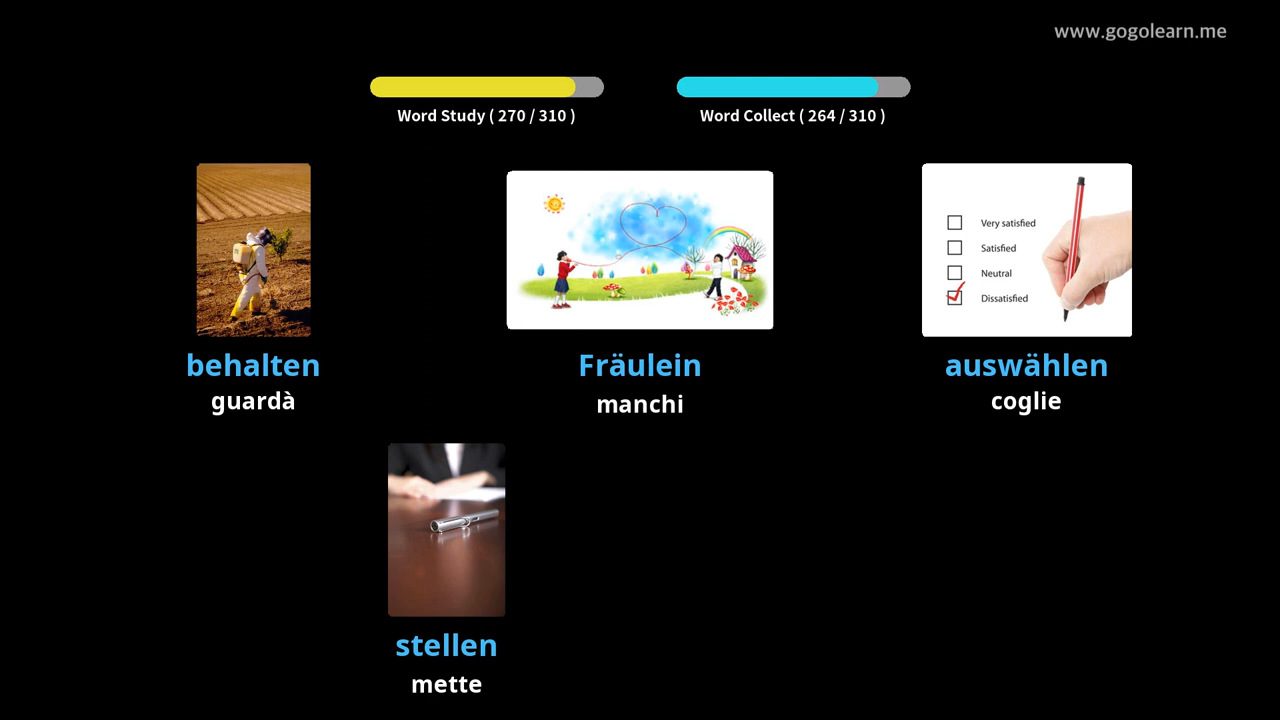 www.gogolearn.me
Word Study ( 270 / 310 )
Word Collect ( 264 / 310 )
Very satisfied
Satisfied
Neutral
Dissatisfied
behalten
guardà
Fräulein
manchi
auswählen
coglie
stellen
mette